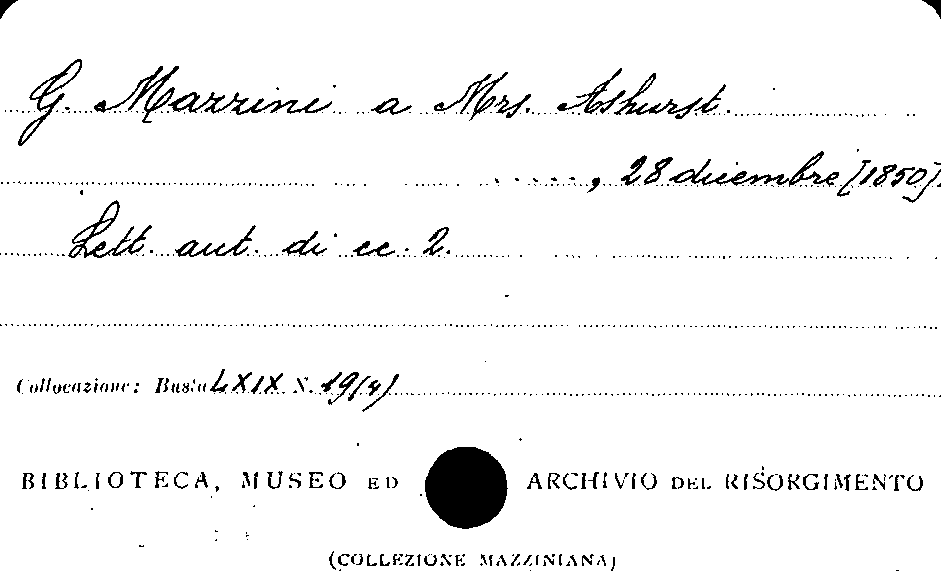 G. Mazzini a Mrs. Ashurst.
....., 28 dicembre [1850].
Lett. aut. di cc. 2.
Collocazione: Busta LXIX N. 19(4)
BIBLIOTECA, MUSEO ED ARCHIVIO DEL RISORGIMENTO
(COLLEZIONE MAZZINIANA)